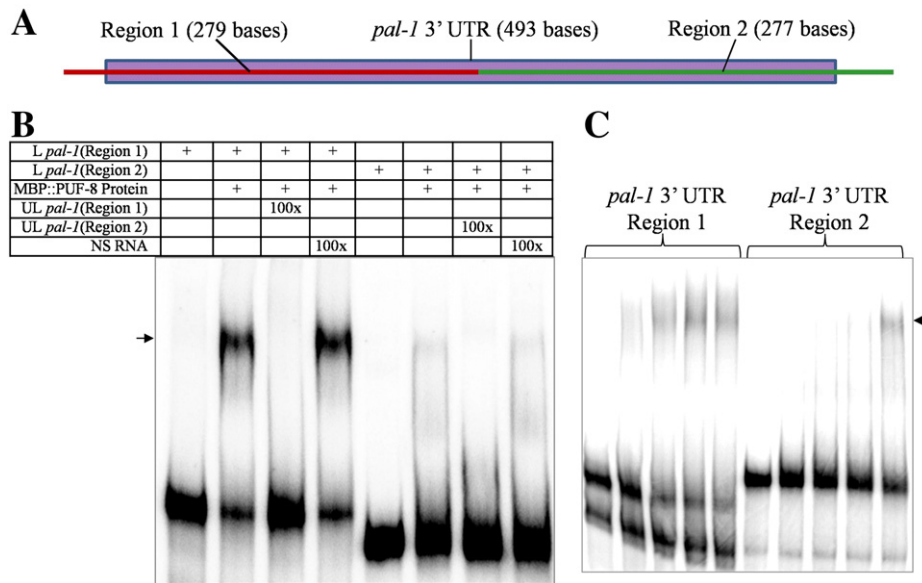 A
Region 1 (279 bases)
pal-1 3' UTR (493 bases)
Region 2 (277 bases)
B
L pal-1(Region 1) + + + +
L pal-1(Region 2) + + + +
MBP::PUF-8 Protein + + + + + +
UL pal-1(Region 1) 100x
UL pal-1(Region 2) 100x
NS RNA 100x 100x
C
pal-1 3' UTR
Region 1
pal-1 3' UTR
Region 2